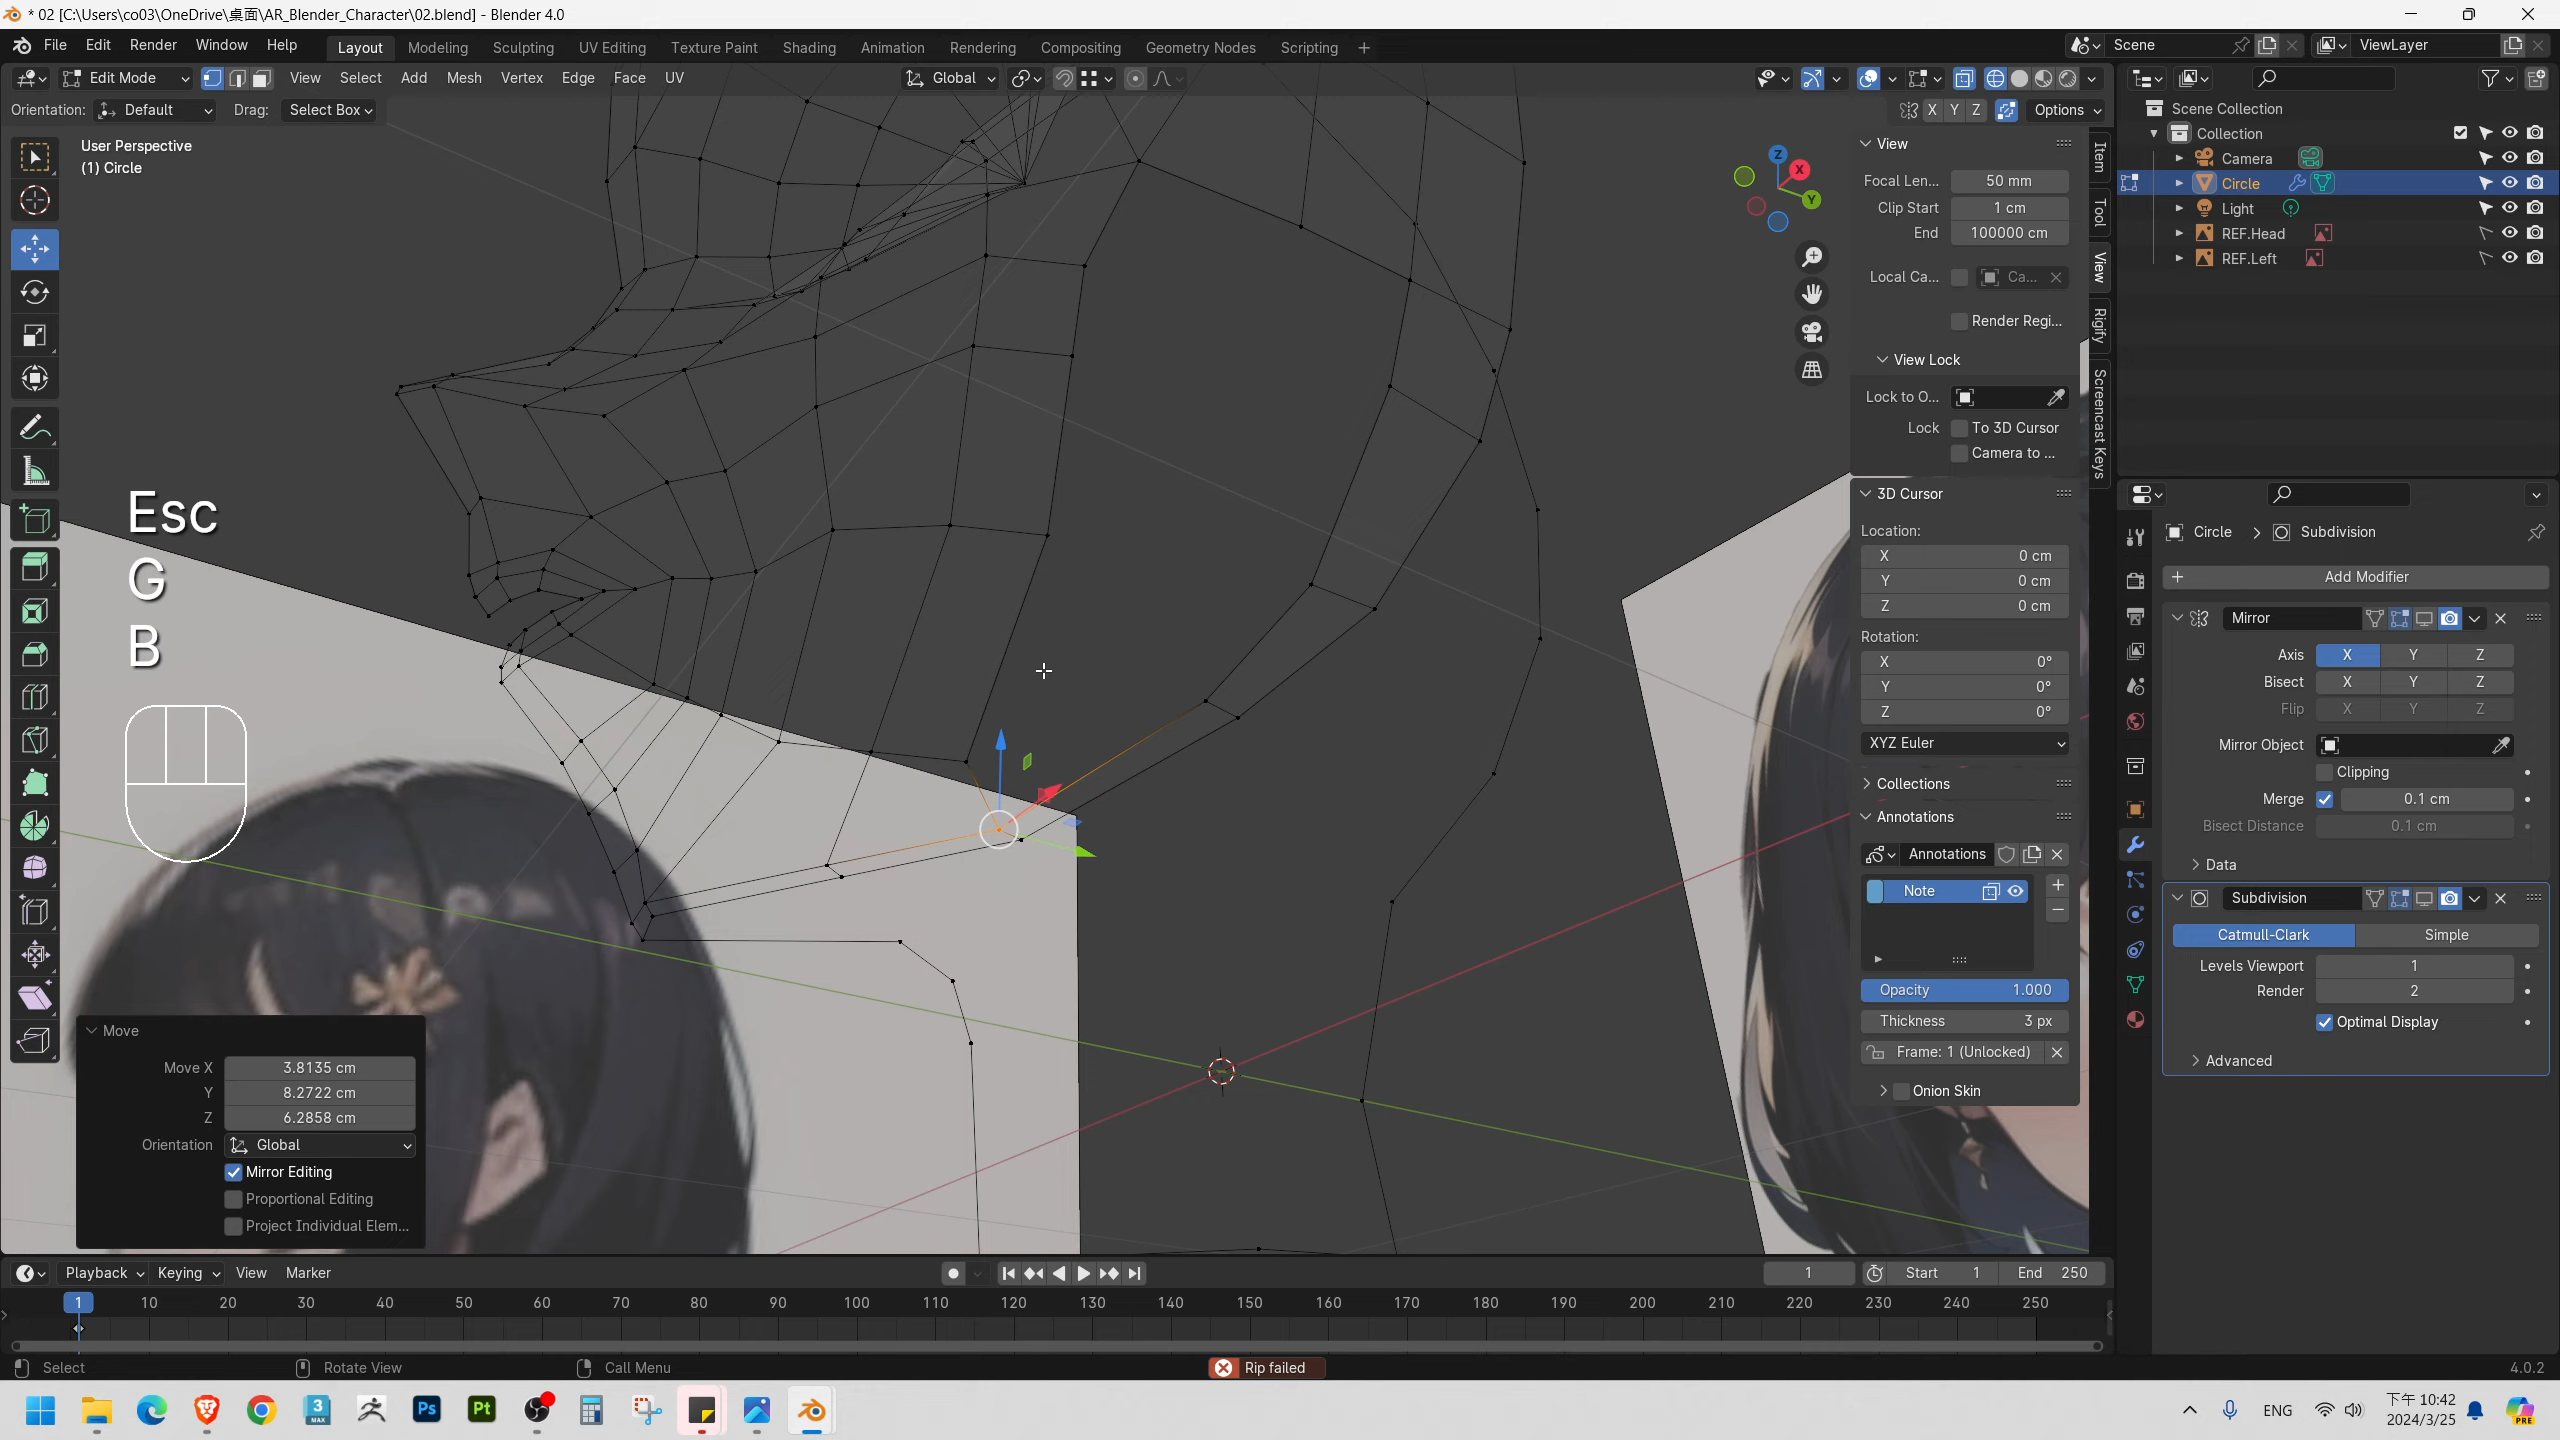 * 02 [C:\Users\co03\OneDrive\桌面\AR_Blender_Character\02.blend] - Blender 4.0
File Edit Render Window Help Layout Modeling Sculpting UV Editing Texture Paint Shading Animation Rendering Compositing Geometry Nodes Scripting + Scene ViewLayer
Edit Mode View Select Add Mesh Vertex Edge Face UV Global
Orientation: Default Drag: Select Box X Y Z Options
User Perspective
(1) Circle
Esc
G
B
Z X Y
Move
Move X 3.8135 cm
Y 8.2722 cm
Z 6.2858 cm
Orientation Global
Mirror Editing
Proportional Editing
Project Individual Elem...
View
Focal Len... 50 mm
Clip Start 1 cm
End 100000 cm
Local Ca... Ca...
Render Regi...
View Lock
Lock to O...
Lock To 3D Cursor
Camera to ...
3D Cursor
Location:
X 0 cm
Y 0 cm
Z 0 cm
Rotation:
X 0°
Y 0°
Z 0°
XYZ Euler
Collections
Annotations
Annotations
Note
Opacity 1.000
Thickness 3 px
Frame: 1 (Unlocked)
Onion Skin
Item
Tool
View
Rigify
Screencast Keys
Scene Collection
Collection
Camera
Circle
Light
REF.Head
REF.Left
Circle > Subdivision
Add Modifier
Mirror
Axis X Y Z
Bisect X Y Z
Flip X Y Z
Mirror Object
Clipping
Merge 0.1 cm
Bisect Distance 0.1 cm
Data
Subdivision
Catmull-Clark Simple
Levels Viewport 1
Render 2
Optimal Display
Advanced
Playback Keying View Marker 1 Start 1 End 250
1 10 20 30 40 50 60 70 80 90 100 110 120 130 140 150 160 170 180 190 200 210 220 230 240 250
Select Rotate View Call Menu Rip failed 4.0.2
3 MAX Ps Pt ENG 下午 10:42
2024/3/25 PRE